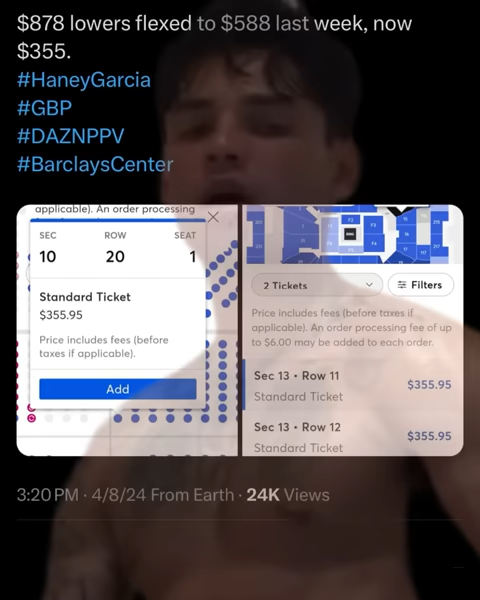 $878 lowers flexed to $588 last week, now
$355.
#HaneyGarcia
#GBP
#DAZNPPV
#BarclaysCenter
applicable). An order processing
SEC ROW SEAT
10 20 1
Standard Ticket
$355.95
Price includes fees (before
taxes if applicable).
Add
2 Tickets
Filters
Price includes fees (before taxes if
applicable). An order processing fee of up
to $6.00 may be added to each order.
Sec 13 • Row 11
$355.95
Standard Ticket
Sec 13 • Row 12
$355.95
Standard Ticket
3:20 PM · 4/8/24 From Earth · 24K Views